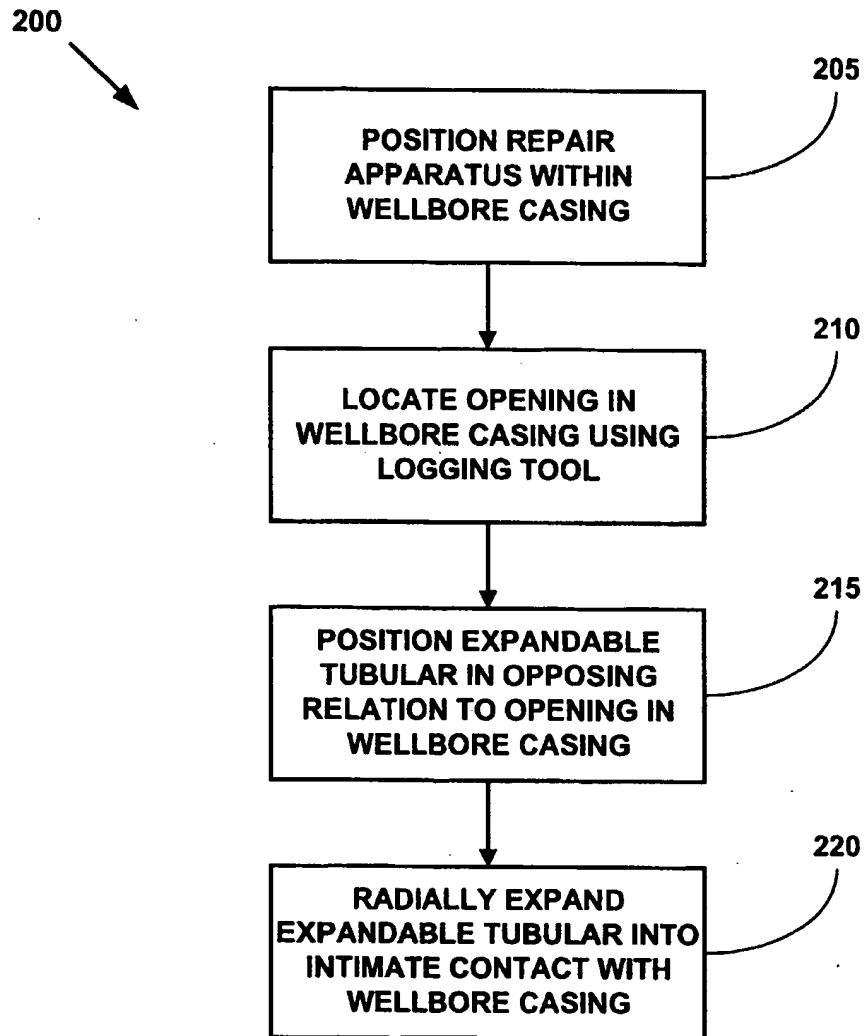 200
205
POSITION REPAIR
APPARATUS WITHIN
WELLBORE CASING
210
LOCATE OPENING IN
WELLBORE CASING USING
LOGGING TOOL
215
POSITION EXPANDABLE
TUBULAR IN OPPOSING
RELATION TO OPENING IN
WELLBORE CASING
220
RADIALLY EXPAND
EXPANDABLE TUBULAR INTO
INTIMATE CONTACT WITH
WELLBORE CASING